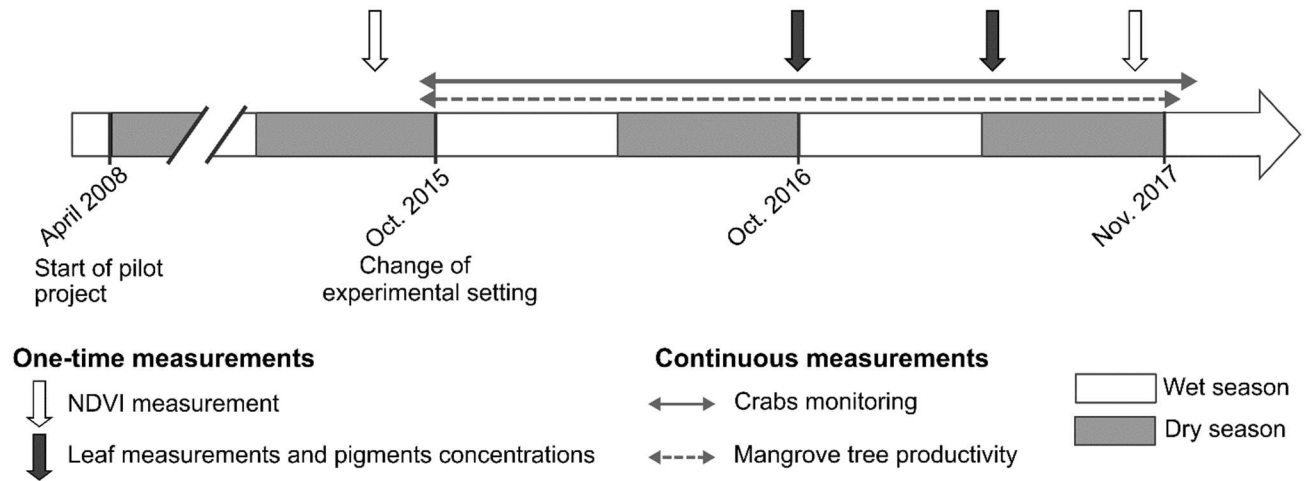 April 2008
Oct. 2015
Oct. 2016
Nov. 2017
Start of pilot
project
Change of
experimental setting
One-time measurements
NDVI measurement
Leaf measurements and pigments concentrations
Continuous measurements
Crabs monitoring
Mangrove tree productivity
Wet season
Dry season